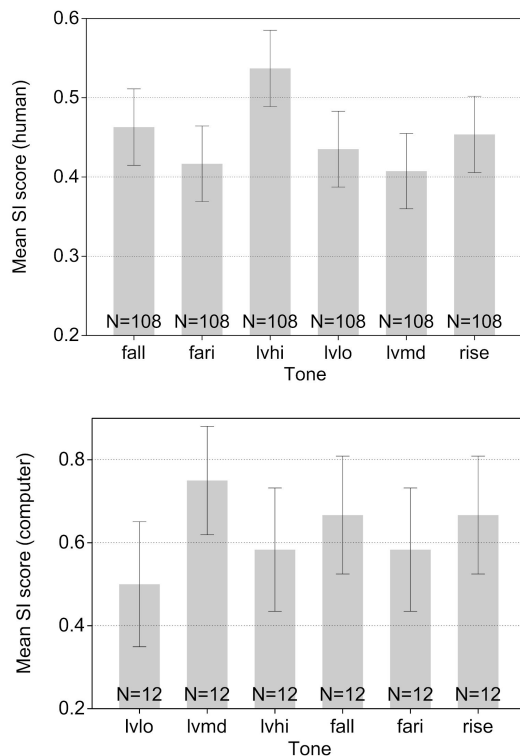 Mean SI score (human)
0.6
0.5
0.4
0.3
0.2
N=108 N=108 N=108 N=108 N=108 N=108
fall fari lvhi lvlo lvmd rise
Tone
Mean SI score (computer)
0.8
0.6
0.4
0.2
N=12 N=12 N=12 N=12 N=12 N=12
lvlo lvmd lvhi fall fari rise
Tone